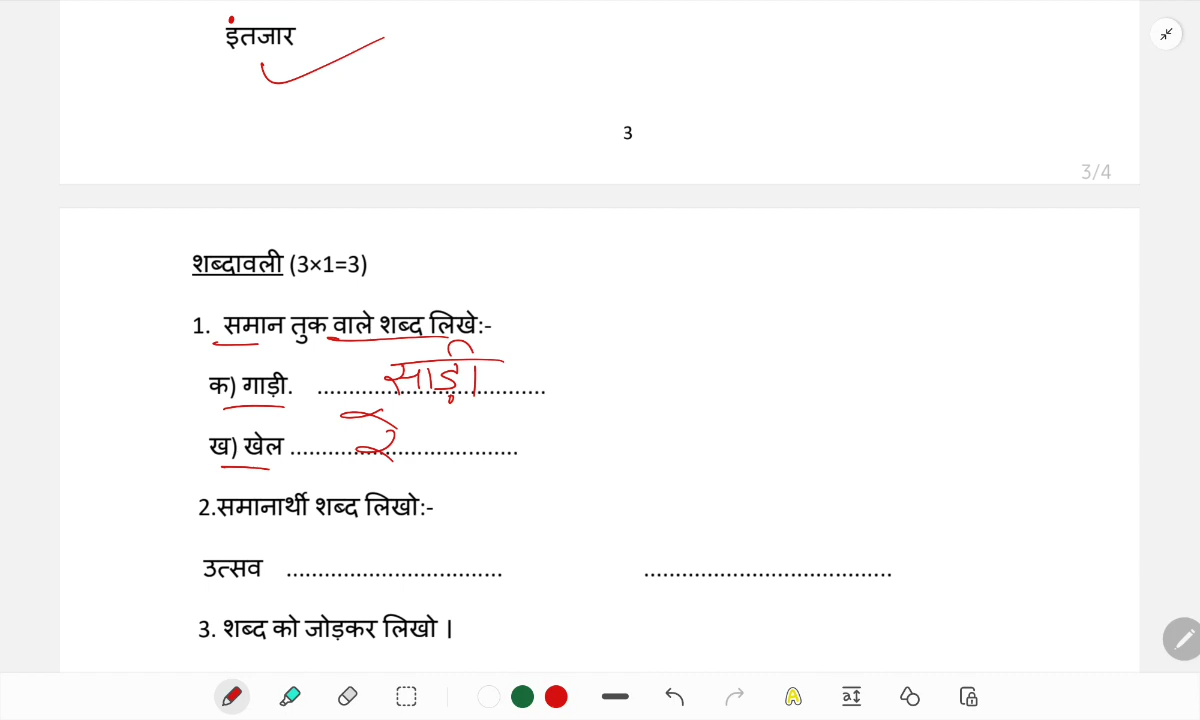 इंतजार
3
3/4
शब्दावली (3×1=3)
1. समान तुक वाले शब्द लिखे:-
क) गाड़ी. .................................... साड़ी
ख) खेल ....................................
2.समानार्थी शब्द लिखो:-
उत्सव .................................. .......................................
3. शब्द को जोड़कर लिखो ।